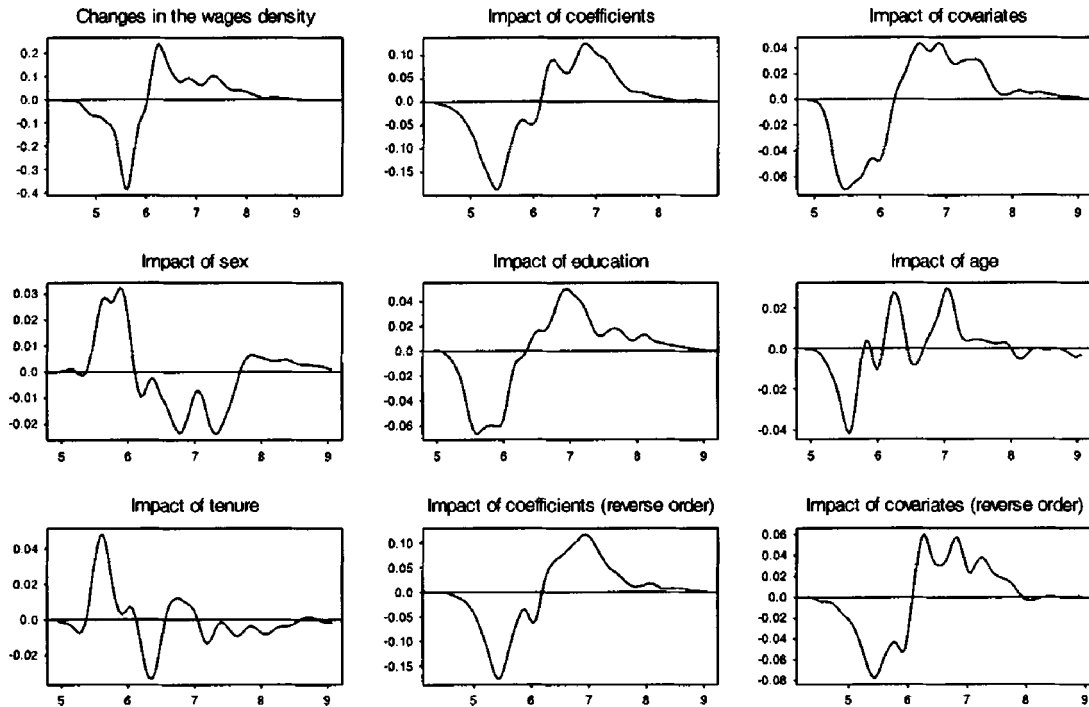 Changes in the wages density
0.2
0.1
0.0
-0.1
-0.2
-0.3
-0.4
5 6 7 8 9
Impact of coefficients
0.10
0.05
0.0
-0.05
-0.10
-0.15
5 6 7 8
Impact of covariates
0.04
0.02
0.0
-0.02
-0.04
-0.06
5 6 7 8 9
Impact of sex
0.03
0.02
0.01
0.0
-0.01
-0.02
5 6 7 8 9
Impact of education
0.04
0.02
0.0
-0.02
-0.04
-0.06
5 6 7 8 9
Impact of age
0.02
0.0
-0.02
-0.04
5 6 7 8 9
Impact of tenure
0.04
0.02
0.0
-0.02
5 6 7 8 9
Impact of coefficients (reverse order)
0.10
0.05
0.0
-0.05
-0.10
-0.15
5 6 7 8 9
Impact of covariates (reverse order)
0.06
0.04
0.02
0.0
-0.02
-0.04
-0.06
-0.08
5 6 7 8 9